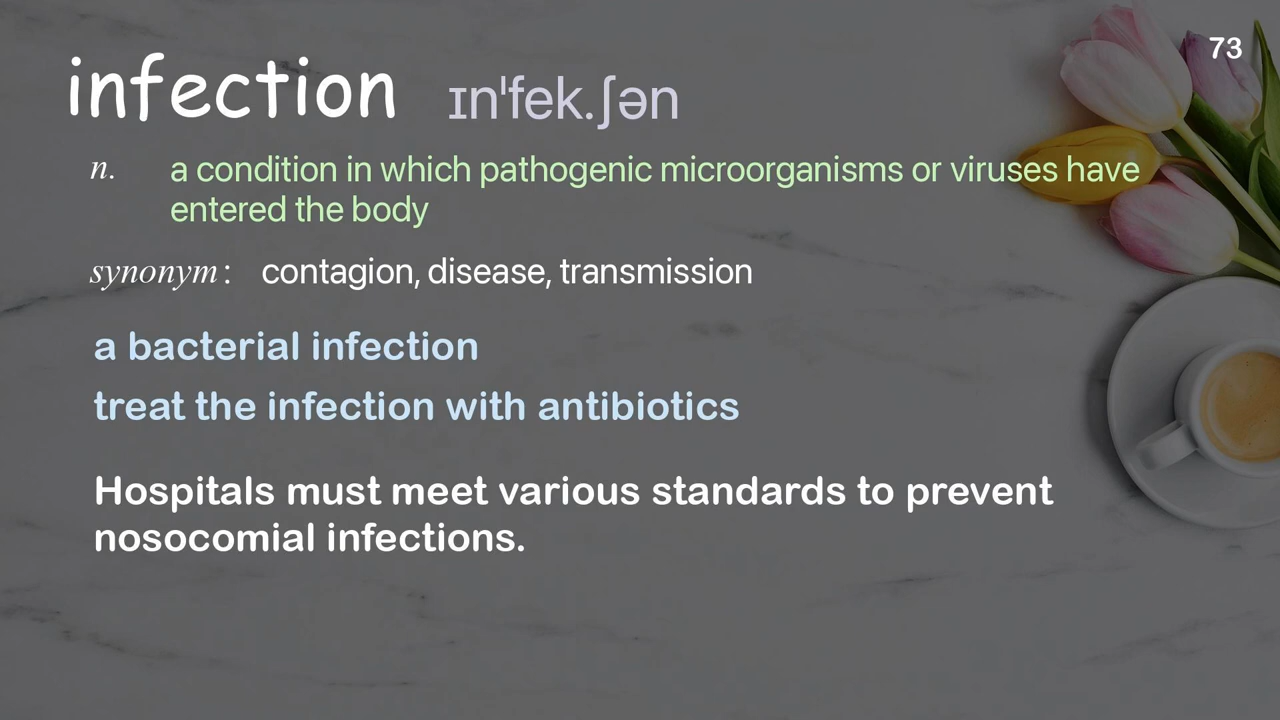 73
infection ɪnˈfek.ʃən
n. a condition in which pathogenic microorganisms or viruses have
entered the body
synonym: contagion, disease, transmission
a bacterial infection
treat the infection with antibiotics
Hospitals must meet various standards to prevent
nosocomial infections.